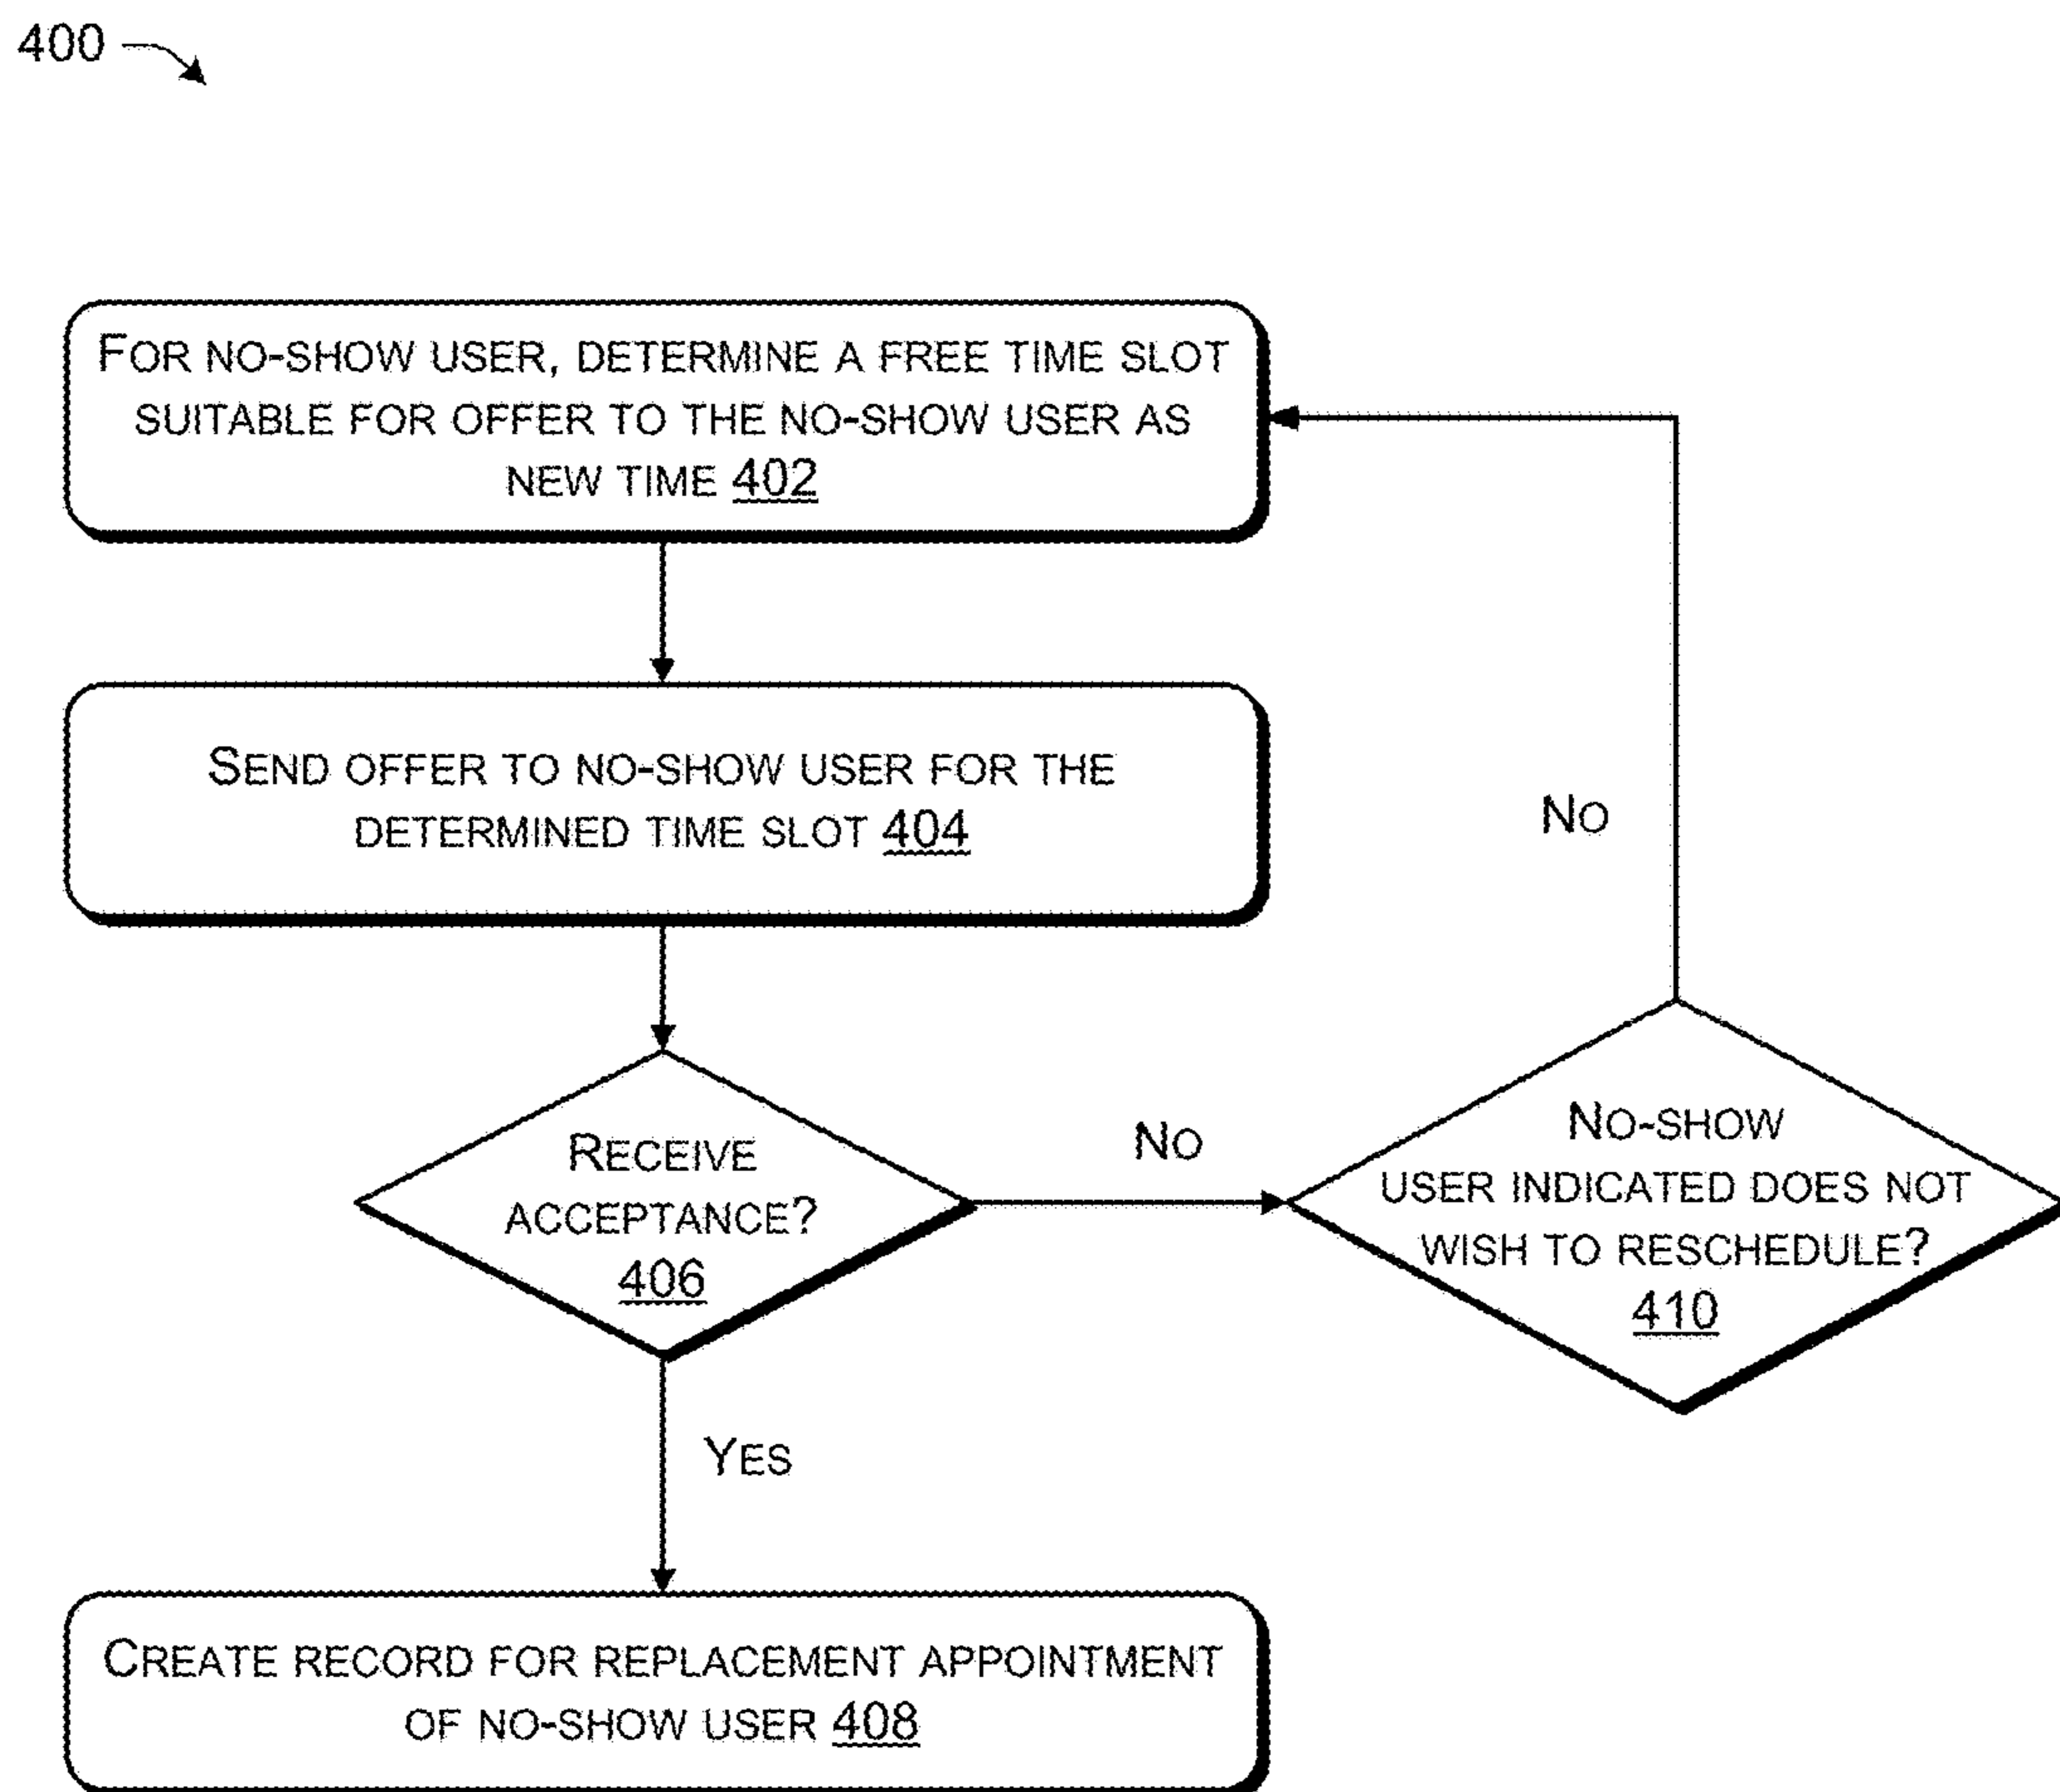 400
FOR NO-SHOW USER, DETERMINE A FREE TIME SLOT
SUITABLE FOR OFFER TO THE NO-SHOW USER AS
NEW TIME 402
SEND OFFER TO NO-SHOW USER FOR THE
DETERMINED TIME SLOT 404
NO
RECEIVE
ACCEPTANCE?
406
NO
NO-SHOW
USER INDICATED DOES NOT
WISH TO RESCHEDULE?
410
YES
CREATE RECORD FOR REPLACEMENT APPOINTMENT
OF NO-SHOW USER 408